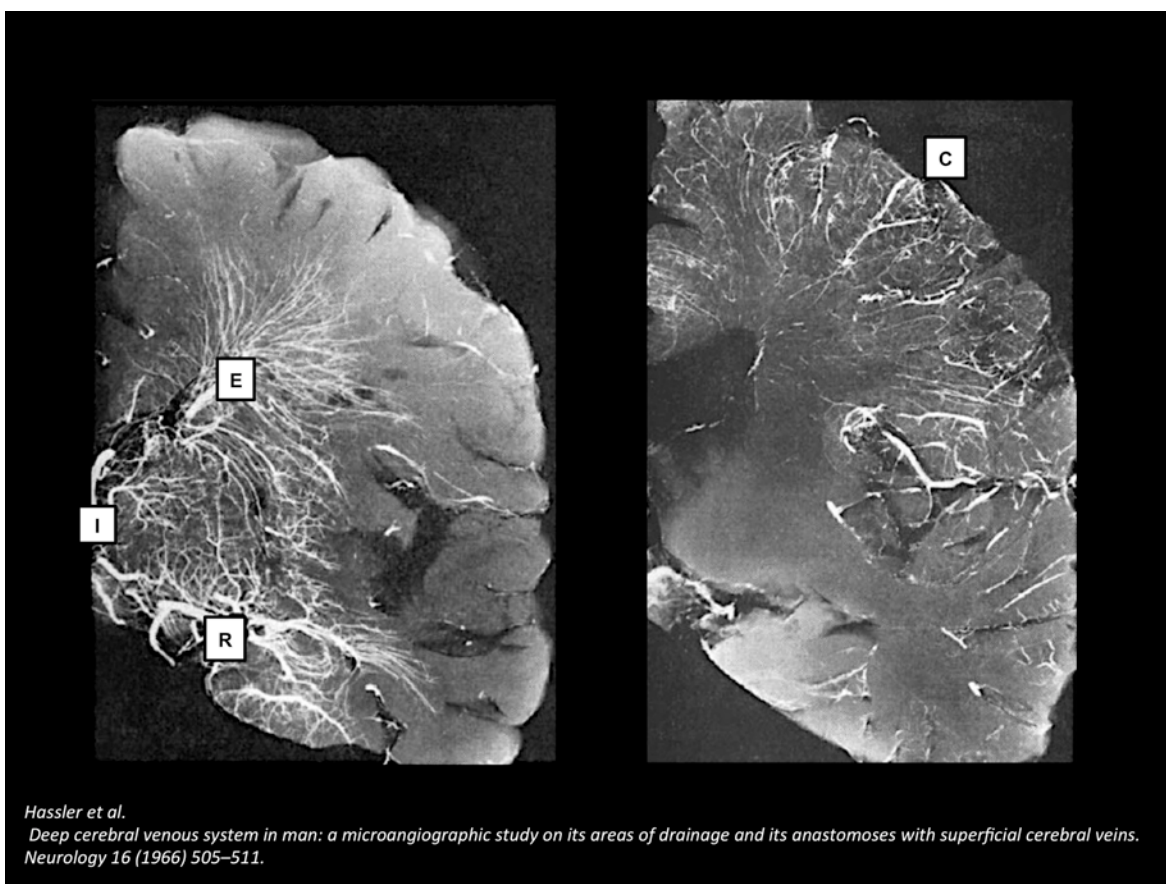 C
E
I
R
Hassler et al.
Deep cerebral venous system in man: a microangiographic study on its areas of drainage and its anastomoses with superficial cerebral veins.
Neurology 16 (1966) 505–511.